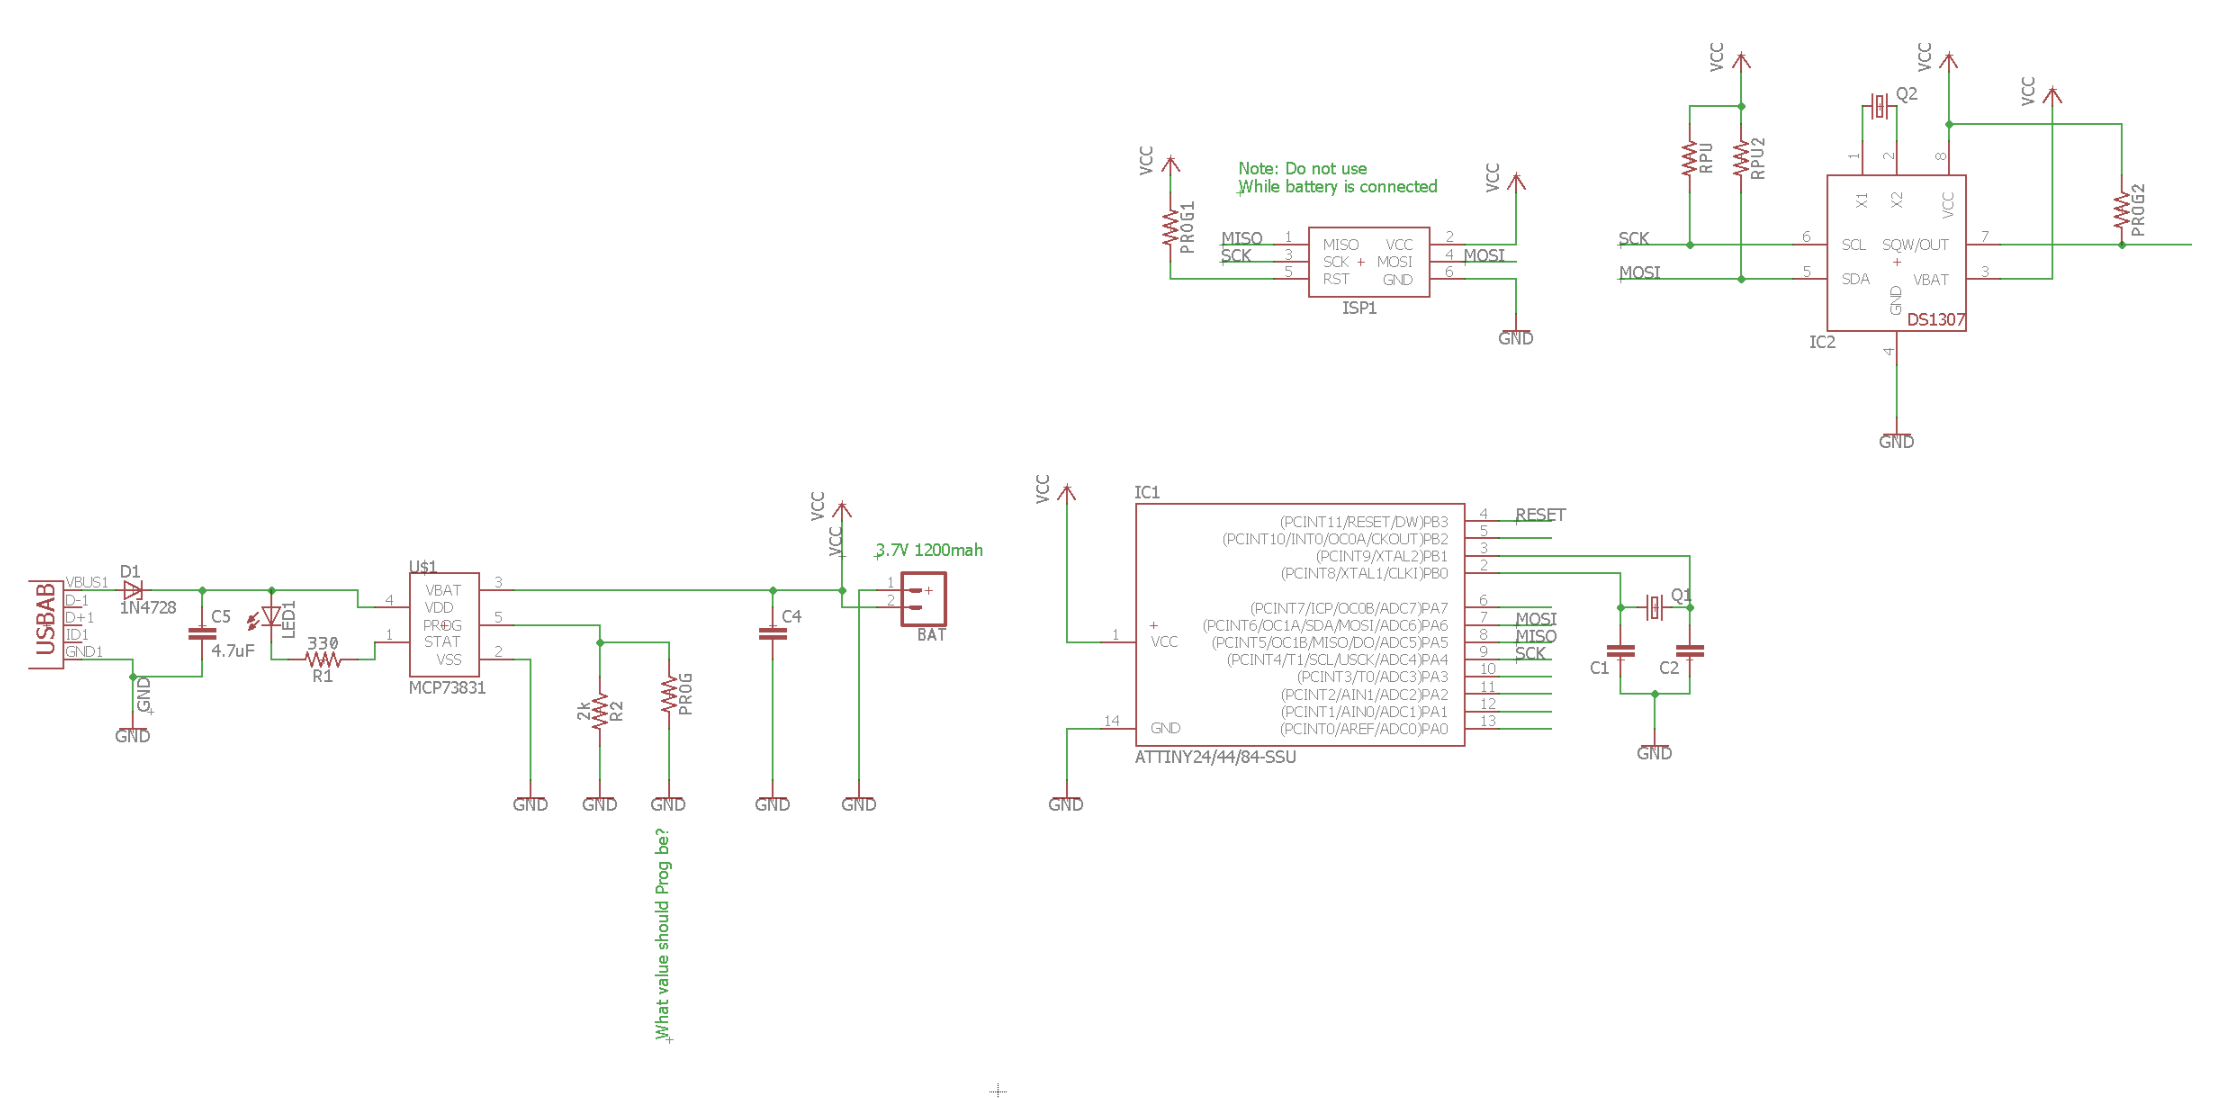 USBAB
VBUS1
D-1
D+1
ID1
GND1
D1
1N4728
C5
4.7uF
GND
GND
LED1
330
R1
U$1
VBAT
VDD
PROG
STAT
VSS
4
1
3
5
2
MCP73831
GND
2k
R2
GND
PROG
GND
What value should Prog be?
C4
GND
VCC
VCC
3.7V 1200mah
1
2
BAT
GND
VCC
PROG1
Note: Do not use
While battery is connected
MISO
SCK
1
3
5
MISO
SCK
RST
VCC
MOSI
GND
2
4
6
MOSI
ISP1
VCC
GND
VCC
RPU
RPU2
SCK
MOSI
Q2
VCC
VCC
1
2
8
X1
X2
VCC
6
SCL
SQW/OUT
7
5
SDA
VBAT
3
GND
DS1307
IC2
4
GND
PROG2
VCC
IC1
(PCINT11/RESET/DW)PB3
4
RESET
(PCINT10/INT0/OC0A/CKOUT)PB2
5
(PCINT9/XTAL2)PB1
3
(PCINT8/XTAL1/CLKI)PB0
2
(PCINT7/ICP/OC0B/ADC7)PA7
6
(PCINT6/OC1A/SDA/MOSI/ADC6)PA6
7
MOSI
(PCINT5/OC1B/MISO/DO/ADC5)PA5
8
MISO
(PCINT4/T1/SCL/USCK/ADC4)PA4
9
SCK
(PCINT3/T0/ADC3)PA3
10
(PCINT2/AIN1/ADC2)PA2
11
(PCINT1/AIN0/ADC1)PA1
12
(PCINT0/AREF/ADC0)PA0
13
1
VCC
14
GND
ATTINY24/44/84-SSU
GND
Q1
C1
C2
GND